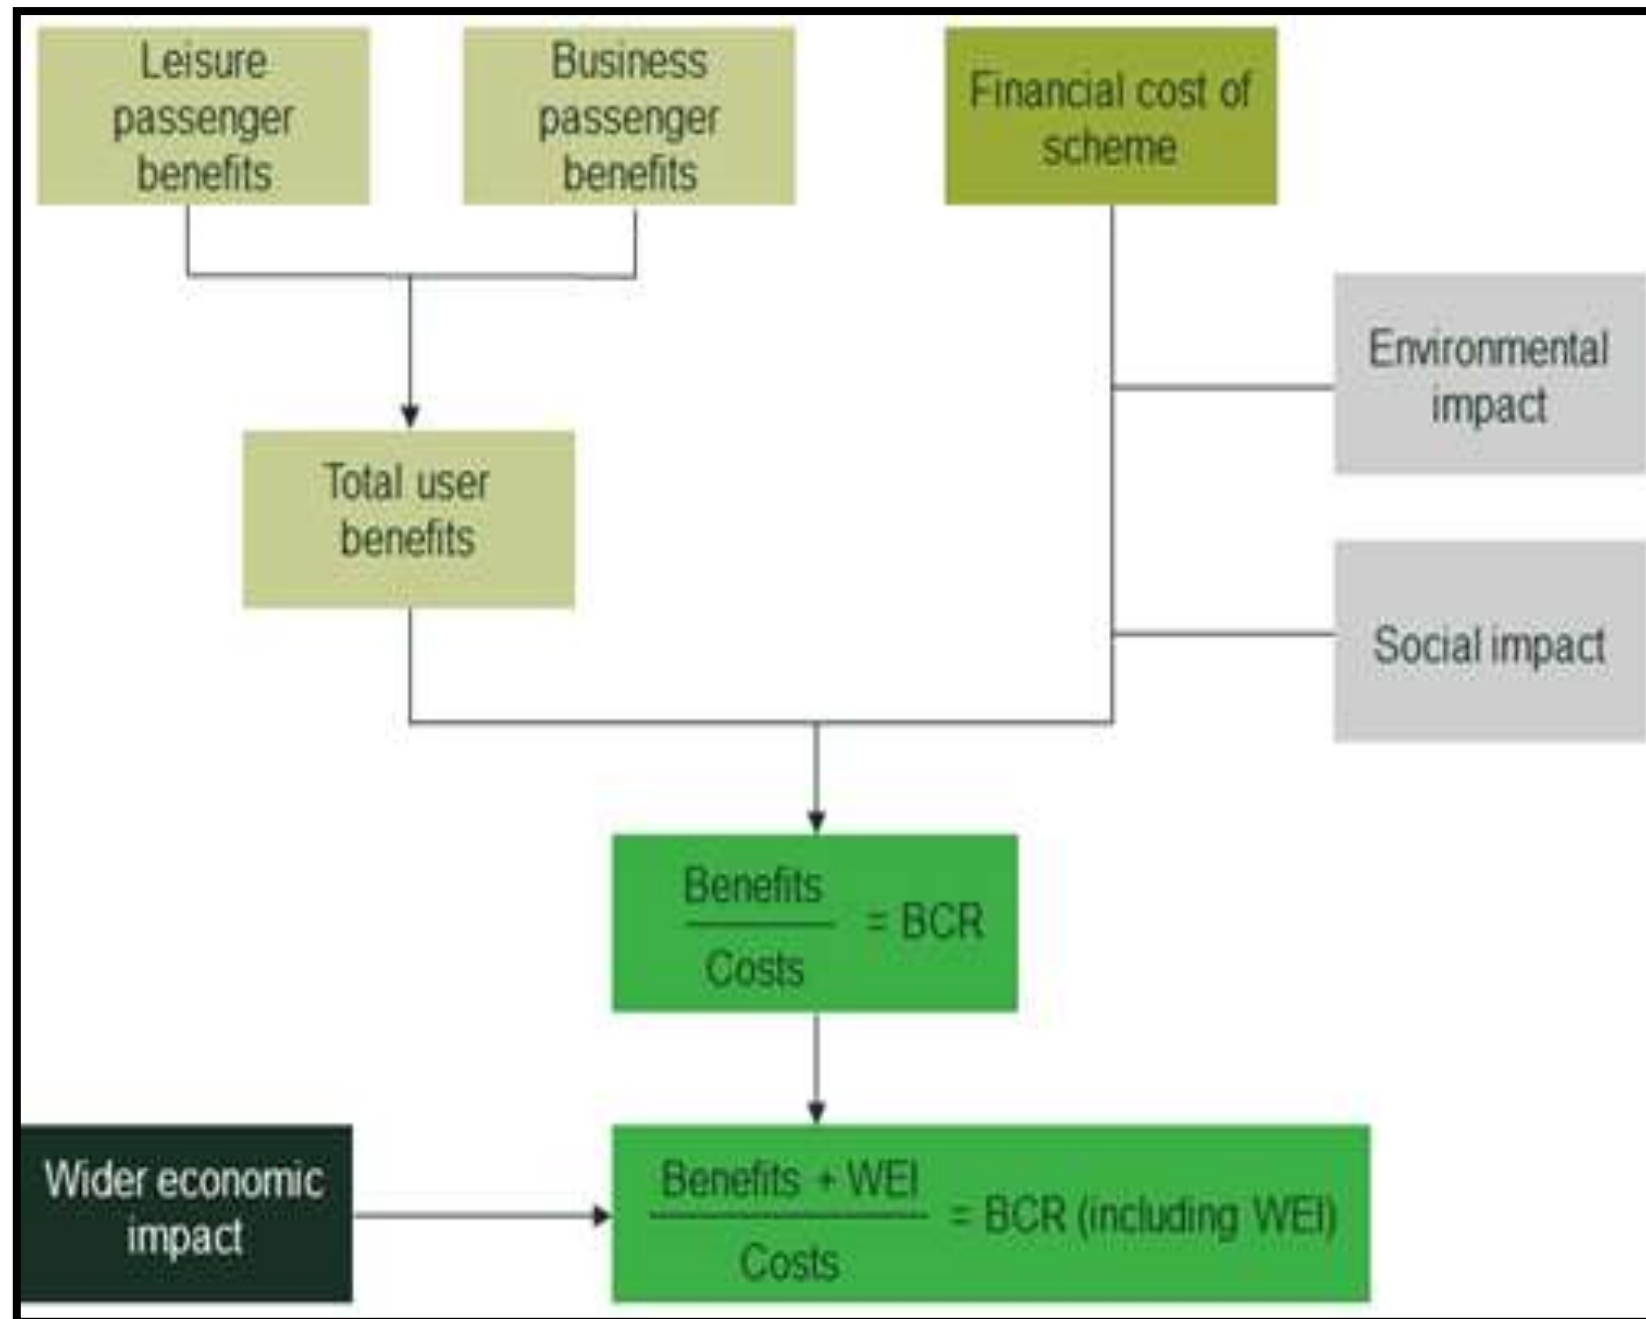 Leisure
passenger
benefits
Business
passenger
benefits
Financial cost of
scheme
Environmental
impact
Total user
benefits
Social impact
Benefits
= BCR
Costs
Wider economic
impact
Benefits + WEI
= BCR (including WEI)
Costs